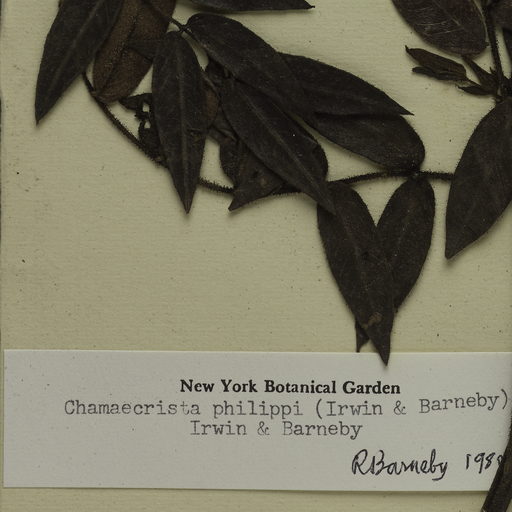 New York Botanical Garden
Chamaecrista philippi (Irwin & Barneby)
Irwin & Barneby
RBarneby